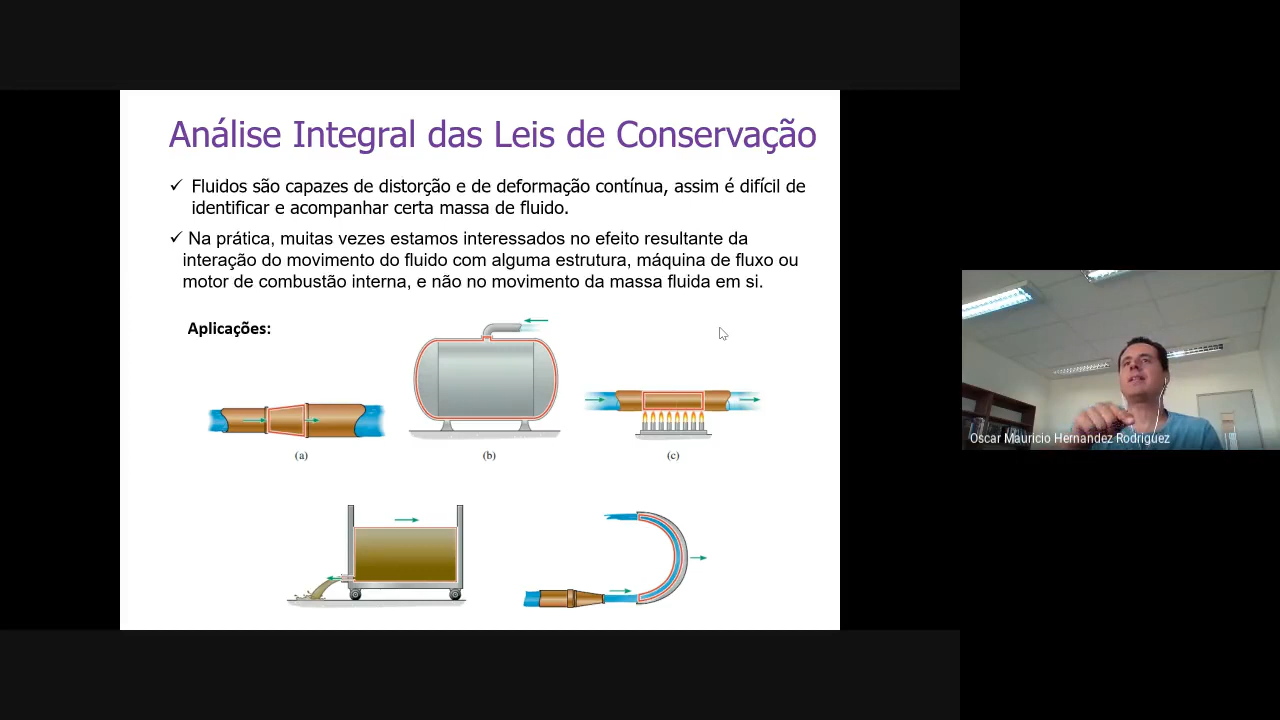 Análise Integral das Leis de Conservação
✓ Fluidos são capazes de distorção e de deformação contínua, assim é difícil de
identificar e acompanhar certa massa de fluido.
✓ Na prática, muitas vezes estamos interessados no efeito resultante da
interação do movimento do fluido com alguma estrutura, máquina de fluxo ou
motor de combustão interna, e não no movimento da massa fluida em si.
Aplicações:
(a)
(b)
(c)
Oscar Mauricio Hernandez Rodriguez